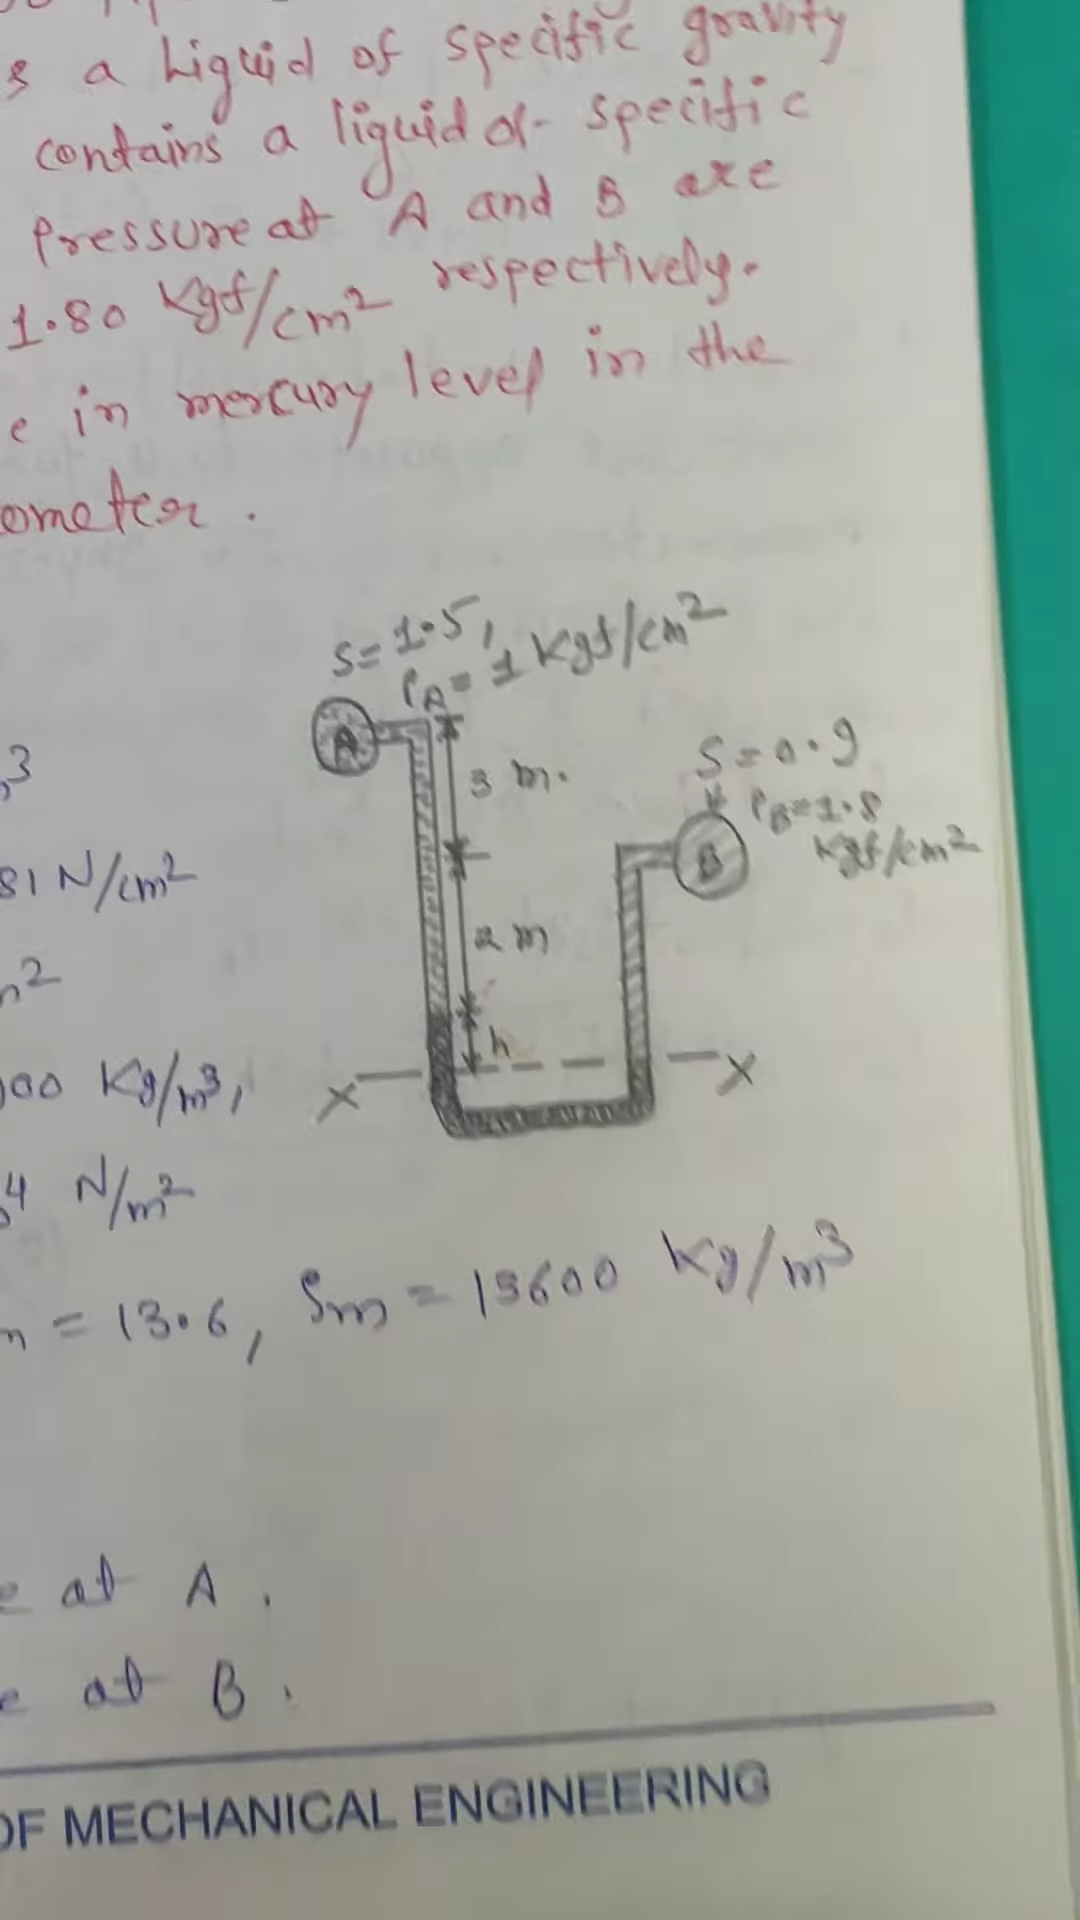 s a Liquid of specific gravity
contains a liquid of specific
Pressure at A and B are
1.80 kgf/cm² respectively.
e in mercury level in the
ometer.
S=1.5,
PA = 1 kgf/cm²
A
3 m.
S=0.9
PB=1.8
kgf/cm²
B
2 m
h
X X
3
81 N/cm²
2
00 Kg/m³,
4 N/m²
= 13.6, Sm = 13600 kg/m³
e at A.
e at B.
OF MECHANICAL ENGINEERING